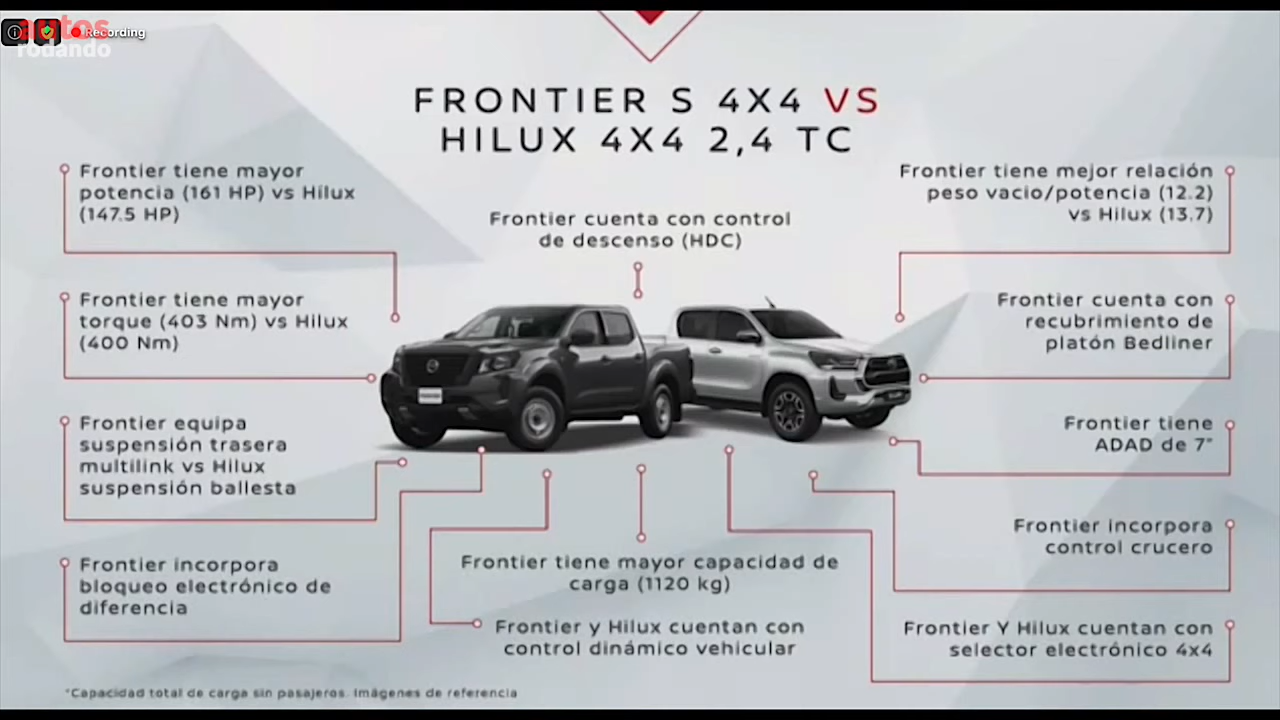 autos
rodando
Recording
FRONTIER S 4X4 VS
HILUX 4X4 2,4 TC
Frontier tiene mayor
potencia (161 HP) vs Hilux
(147.5 HP)
Frontier tiene mayor
torque (403 Nm) vs Hilux
(400 Nm)
Frontier equipa
suspensión trasera
multilink vs Hilux
suspensión ballesta
Frontier incorpora
bloqueo electrónico de
diferencia
Frontier cuenta con control
de descenso (HDC)
Frontier tiene mayor capacidad de
carga (1120 kg)
Frontier y Hilux cuentan con
control dinámico vehicular
Frontier tiene mejor relación
peso vacio/potencia (12.2)
vs Hilux (13.7)
Frontier cuenta con
recubrimiento de
platón Bedliner
Frontier tiene
ADAD de 7"
Frontier incorpora
control crucero
Frontier Y Hilux cuentan con
selector electrónico 4x4
*Capacidad total de carga sin pasajeros. Imágenes de referencia